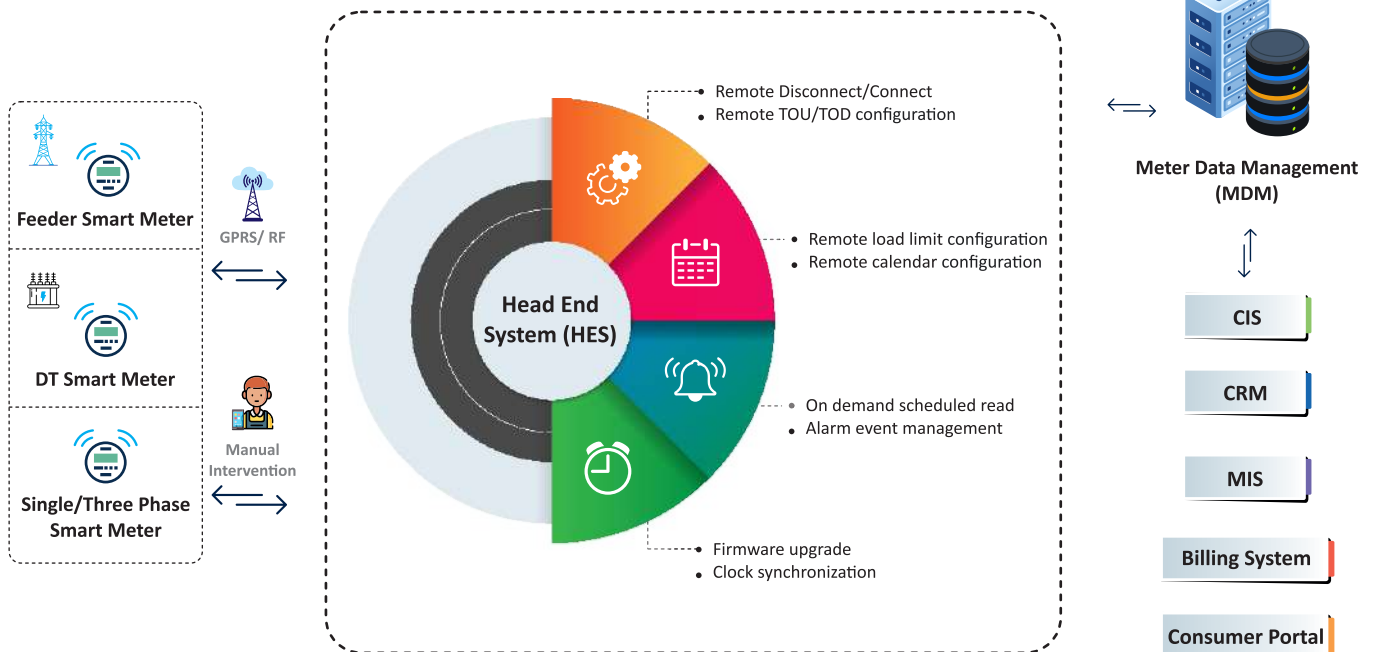 Feeder Smart Meter
DT Smart Meter
Single/Three Phase
Smart Meter
GPRS/ RF
Manual
Intervention
Head End
System (HES)
Remote Disconnect/Connect
Remote TOU/TOD configuration
Remote load limit configuration
Remote calendar configuration
On demand scheduled read
Alarm event management
Firmware upgrade
Clock synchronization
Meter Data Management
(MDM)
CIS
CRM
MIS
Billing System
Consumer Portal